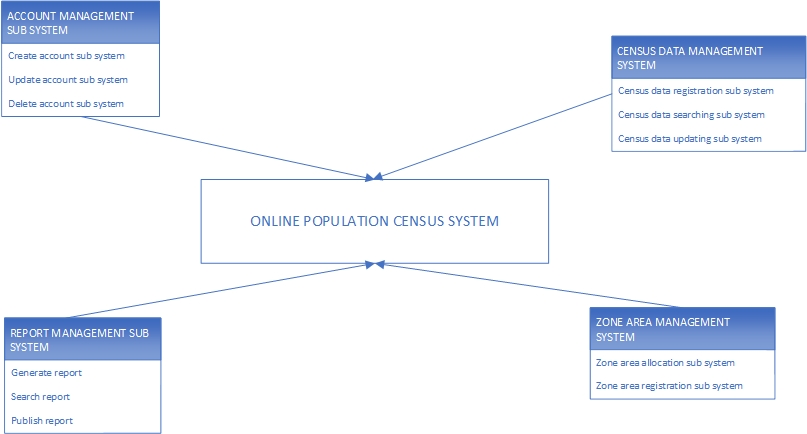 ACCOUNT MANAGEMENT
SUB SYSTEM
Create account sub system
Update account sub system
Delete account sub system
CENSUS DATA MANAGEMENT
SYSTEM
Census data registration sub system
Census data searching sub system
Census data updating sub system
ONLINE POPULATION CENSUS SYSTEM
REPORT MANAGEMENT SUB
SYSTEM
Generate report
Search report
Publish report
ZONE AREA MANAGEMENT
SYSTEM
Zone area allocation sub system
Zone area registration sub system